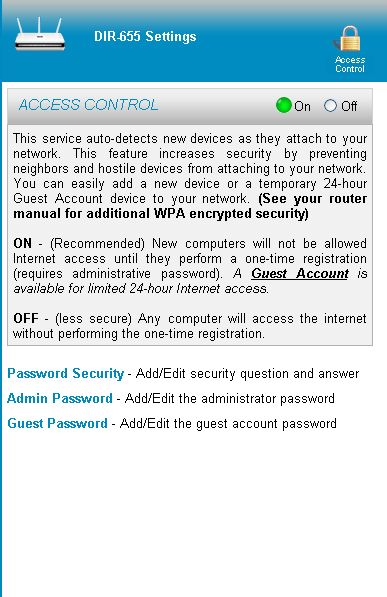 DIR-655 Settings
Access
Control
ACCESS CONTROL On Off
This service auto-detects new devices as they attach to your
network. This feature increases security by preventing
neighbors and hostile devices from attaching to your network.
You can easily add a new device or a temporary 24-hour
Guest Account device to your network. (See your router
manual for additional WPA encrypted security)
ON - (Recommended) New computers will not be allowed
Internet access until they perform a one-time registration
(requires administrative password). A Guest Account is
available for limited 24-hour Internet access.
OFF - (less secure) Any computer will access the internet
without performing the one-time registration.
Password Security - Add/Edit security question and answer
Admin Password - Add/Edit the administrator password
Guest Password - Add/Edit the guest account password